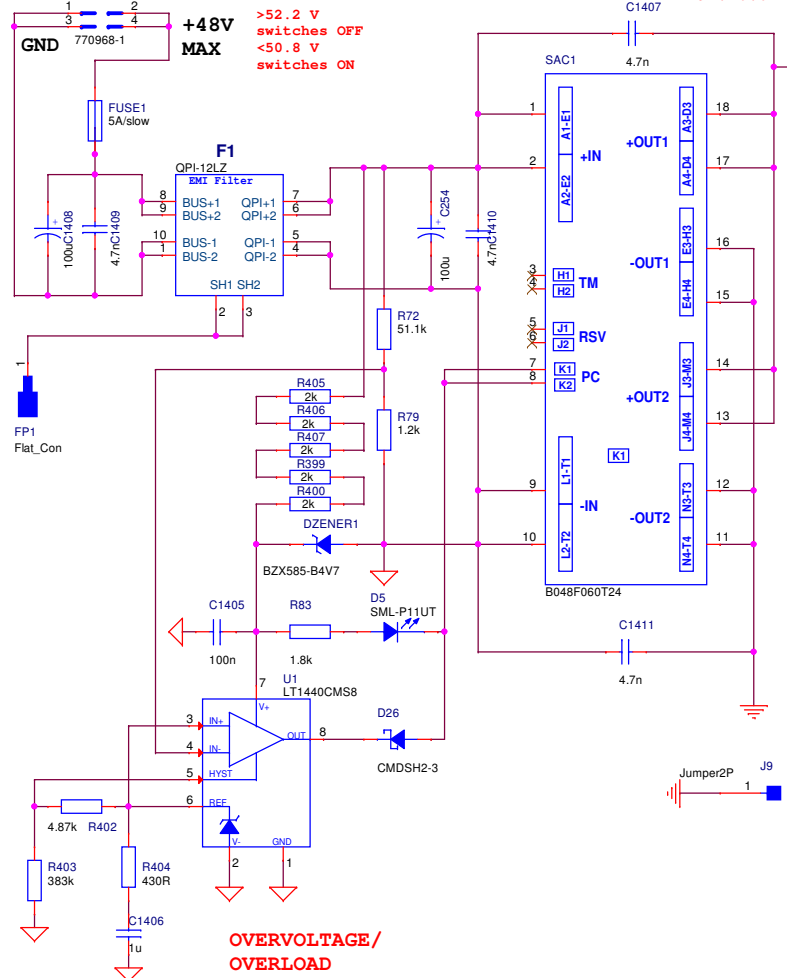 1 2
3 4
770968-1
GND
+48V
MAX
>52.2 V
switches OFF
<50.8 V
switches ON
C1407
4.7n
FUSE1
5A/slow
F1
QPI-12LZ
EMI Filter
8 BUS+1 QPI+1 7
9 BUS+2 QPI+2 6
10 BUS-1 QPI-1 5
1 BUS-2 QPI-2 4
SH1 SH2
2 3
C1408
100u
C1409
4.7n
C254
100u
C1410
4.7n
SAC1
1 A1-E1
+IN
2 A2-E2
A3-D3 18
+OUT1
A4-D4 17
E3-H3 16
-OUT1
E4-H4 15
3 H1
TM
4 H2
5 J1
RSV
6 J2
7 K1
PC
8 K2
J3-M3 14
+OUT2
J4-M4 13
K1
9 L1-T1
-IN
10 L2-T2
N3-T3 12
-OUT2
N4-T4 11
B048F060T24
R72
51.1k
R79
1.2k
1
FP1
Flat_Con
R405
2k
R406
2k
R407
2k
R399
2k
R400
2k
DZENER1
BZX585-B4V7
C1405
100n
R83
1.8k
D5
SML-P11UT
C1411
4.7n
U1
LT1440CMS8
7
V+
3 IN+
4 IN-
OUT 8
5 HYST
6 REF
V- GND
2 1
D26
CMDSH2-3
4.87k R402
R403
383k
R404
430R
C1406
1u
Jumper2P
1
J9
OVERVOLTAGE/
OVERLOAD